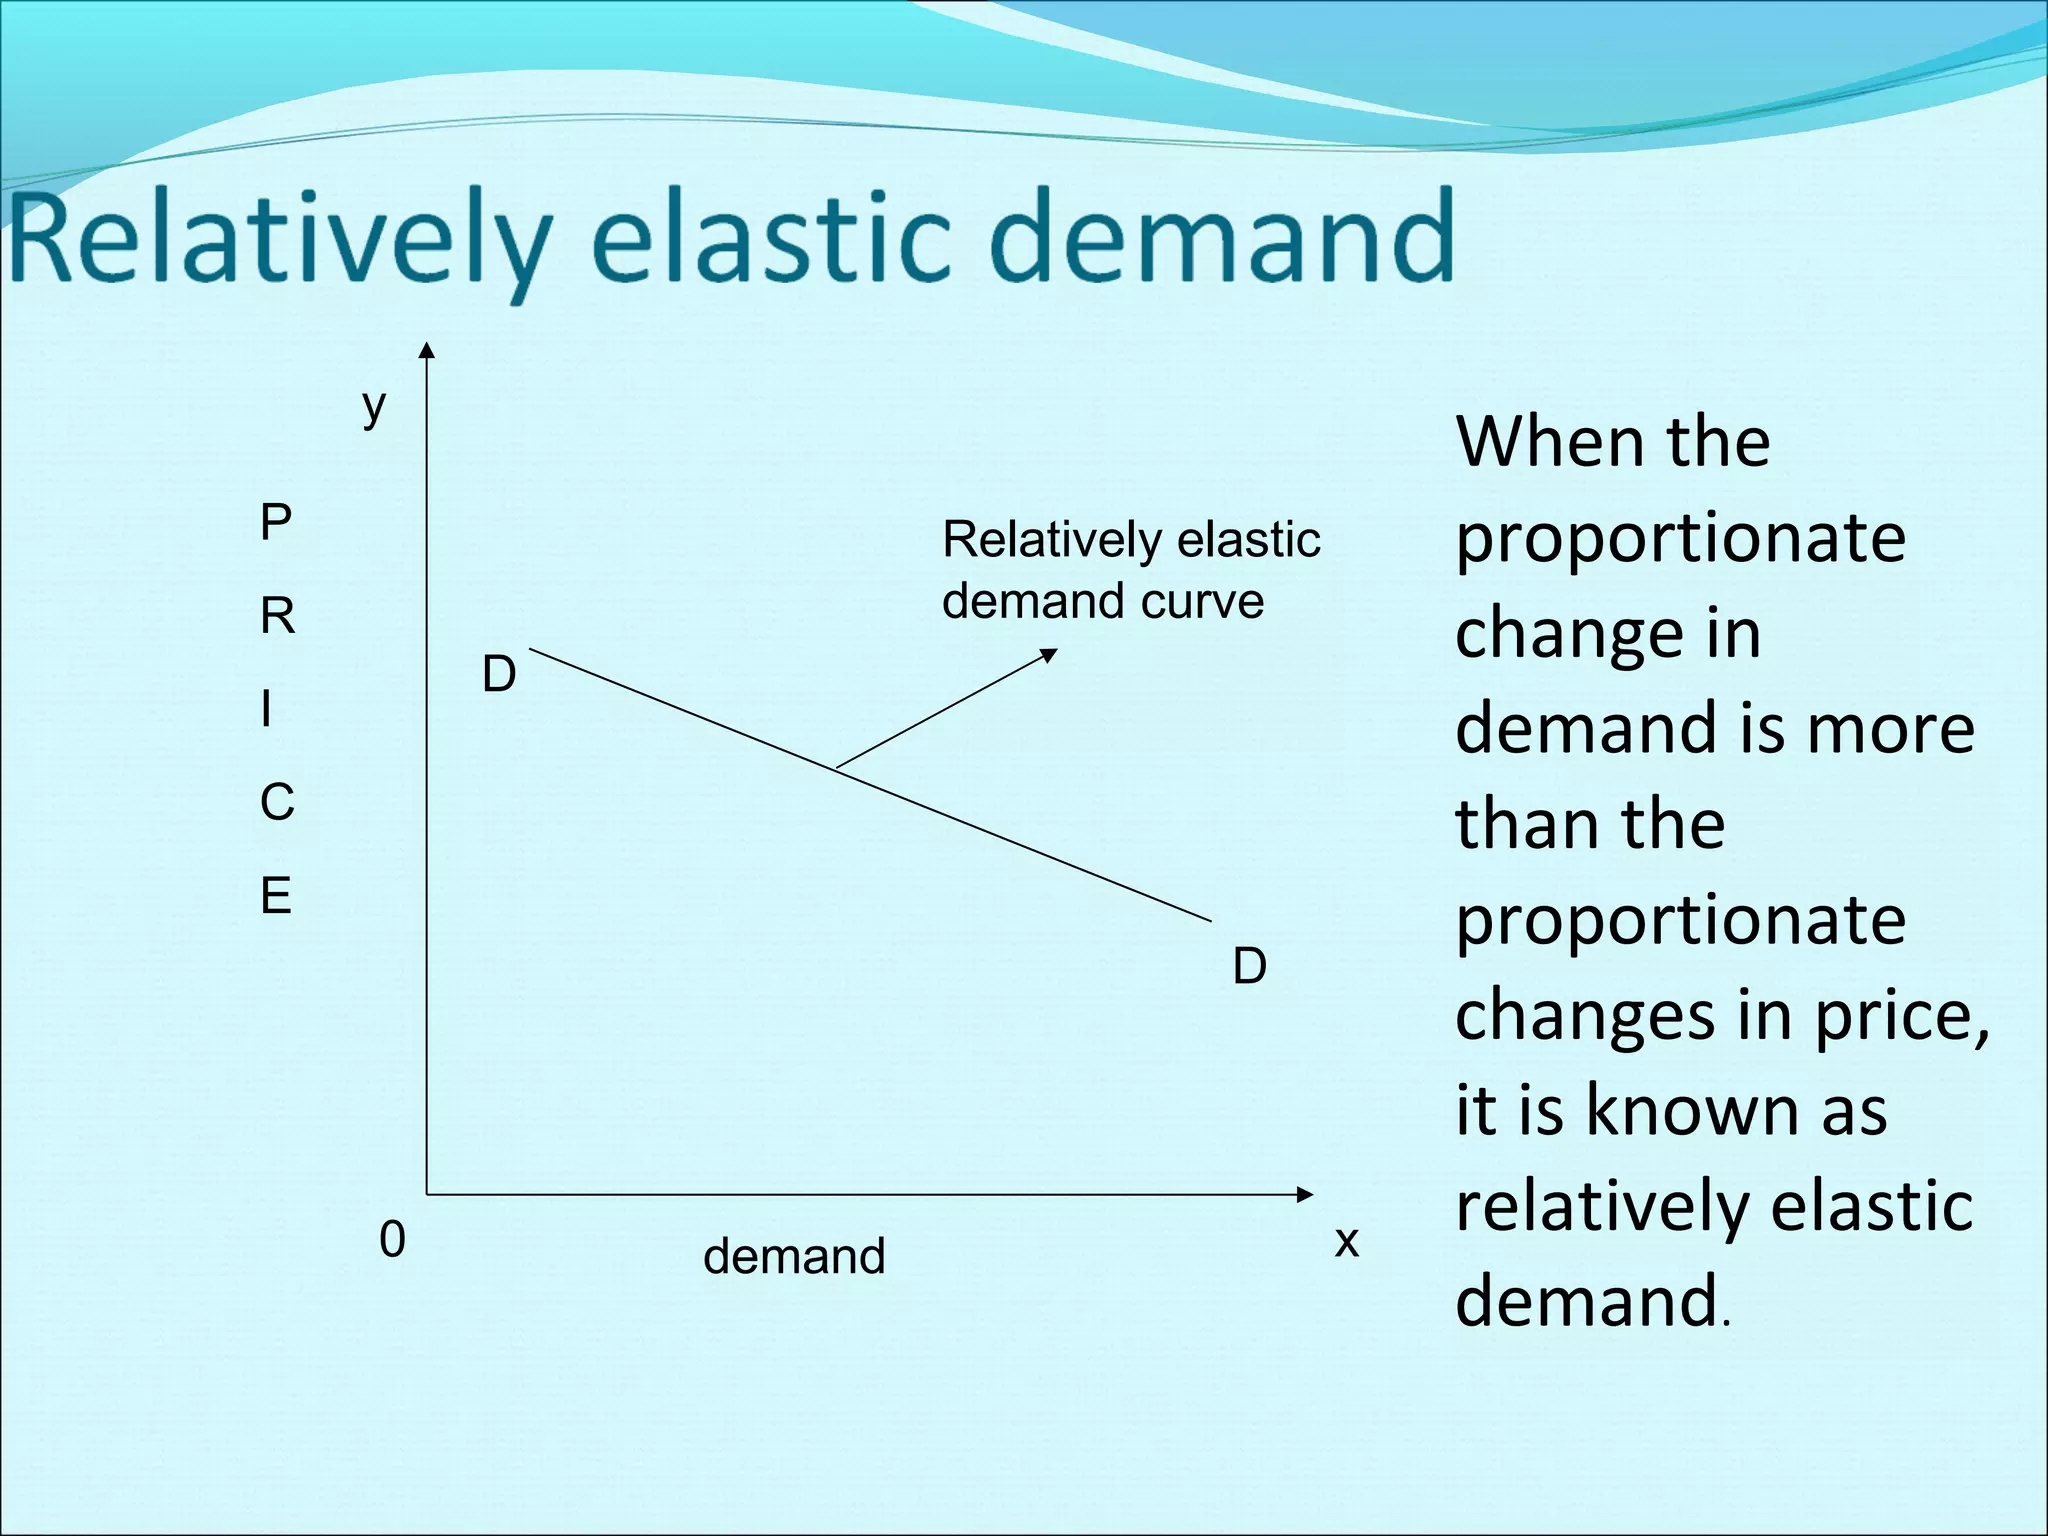 Relatively elastic demand
y
P
R
I
C
E
Relatively elastic
demand curve
D
D
0
demand
x
When the
proportionate
change in
demand is more
than the
proportionate
changes in price,
it is known as
relatively elastic
demand.